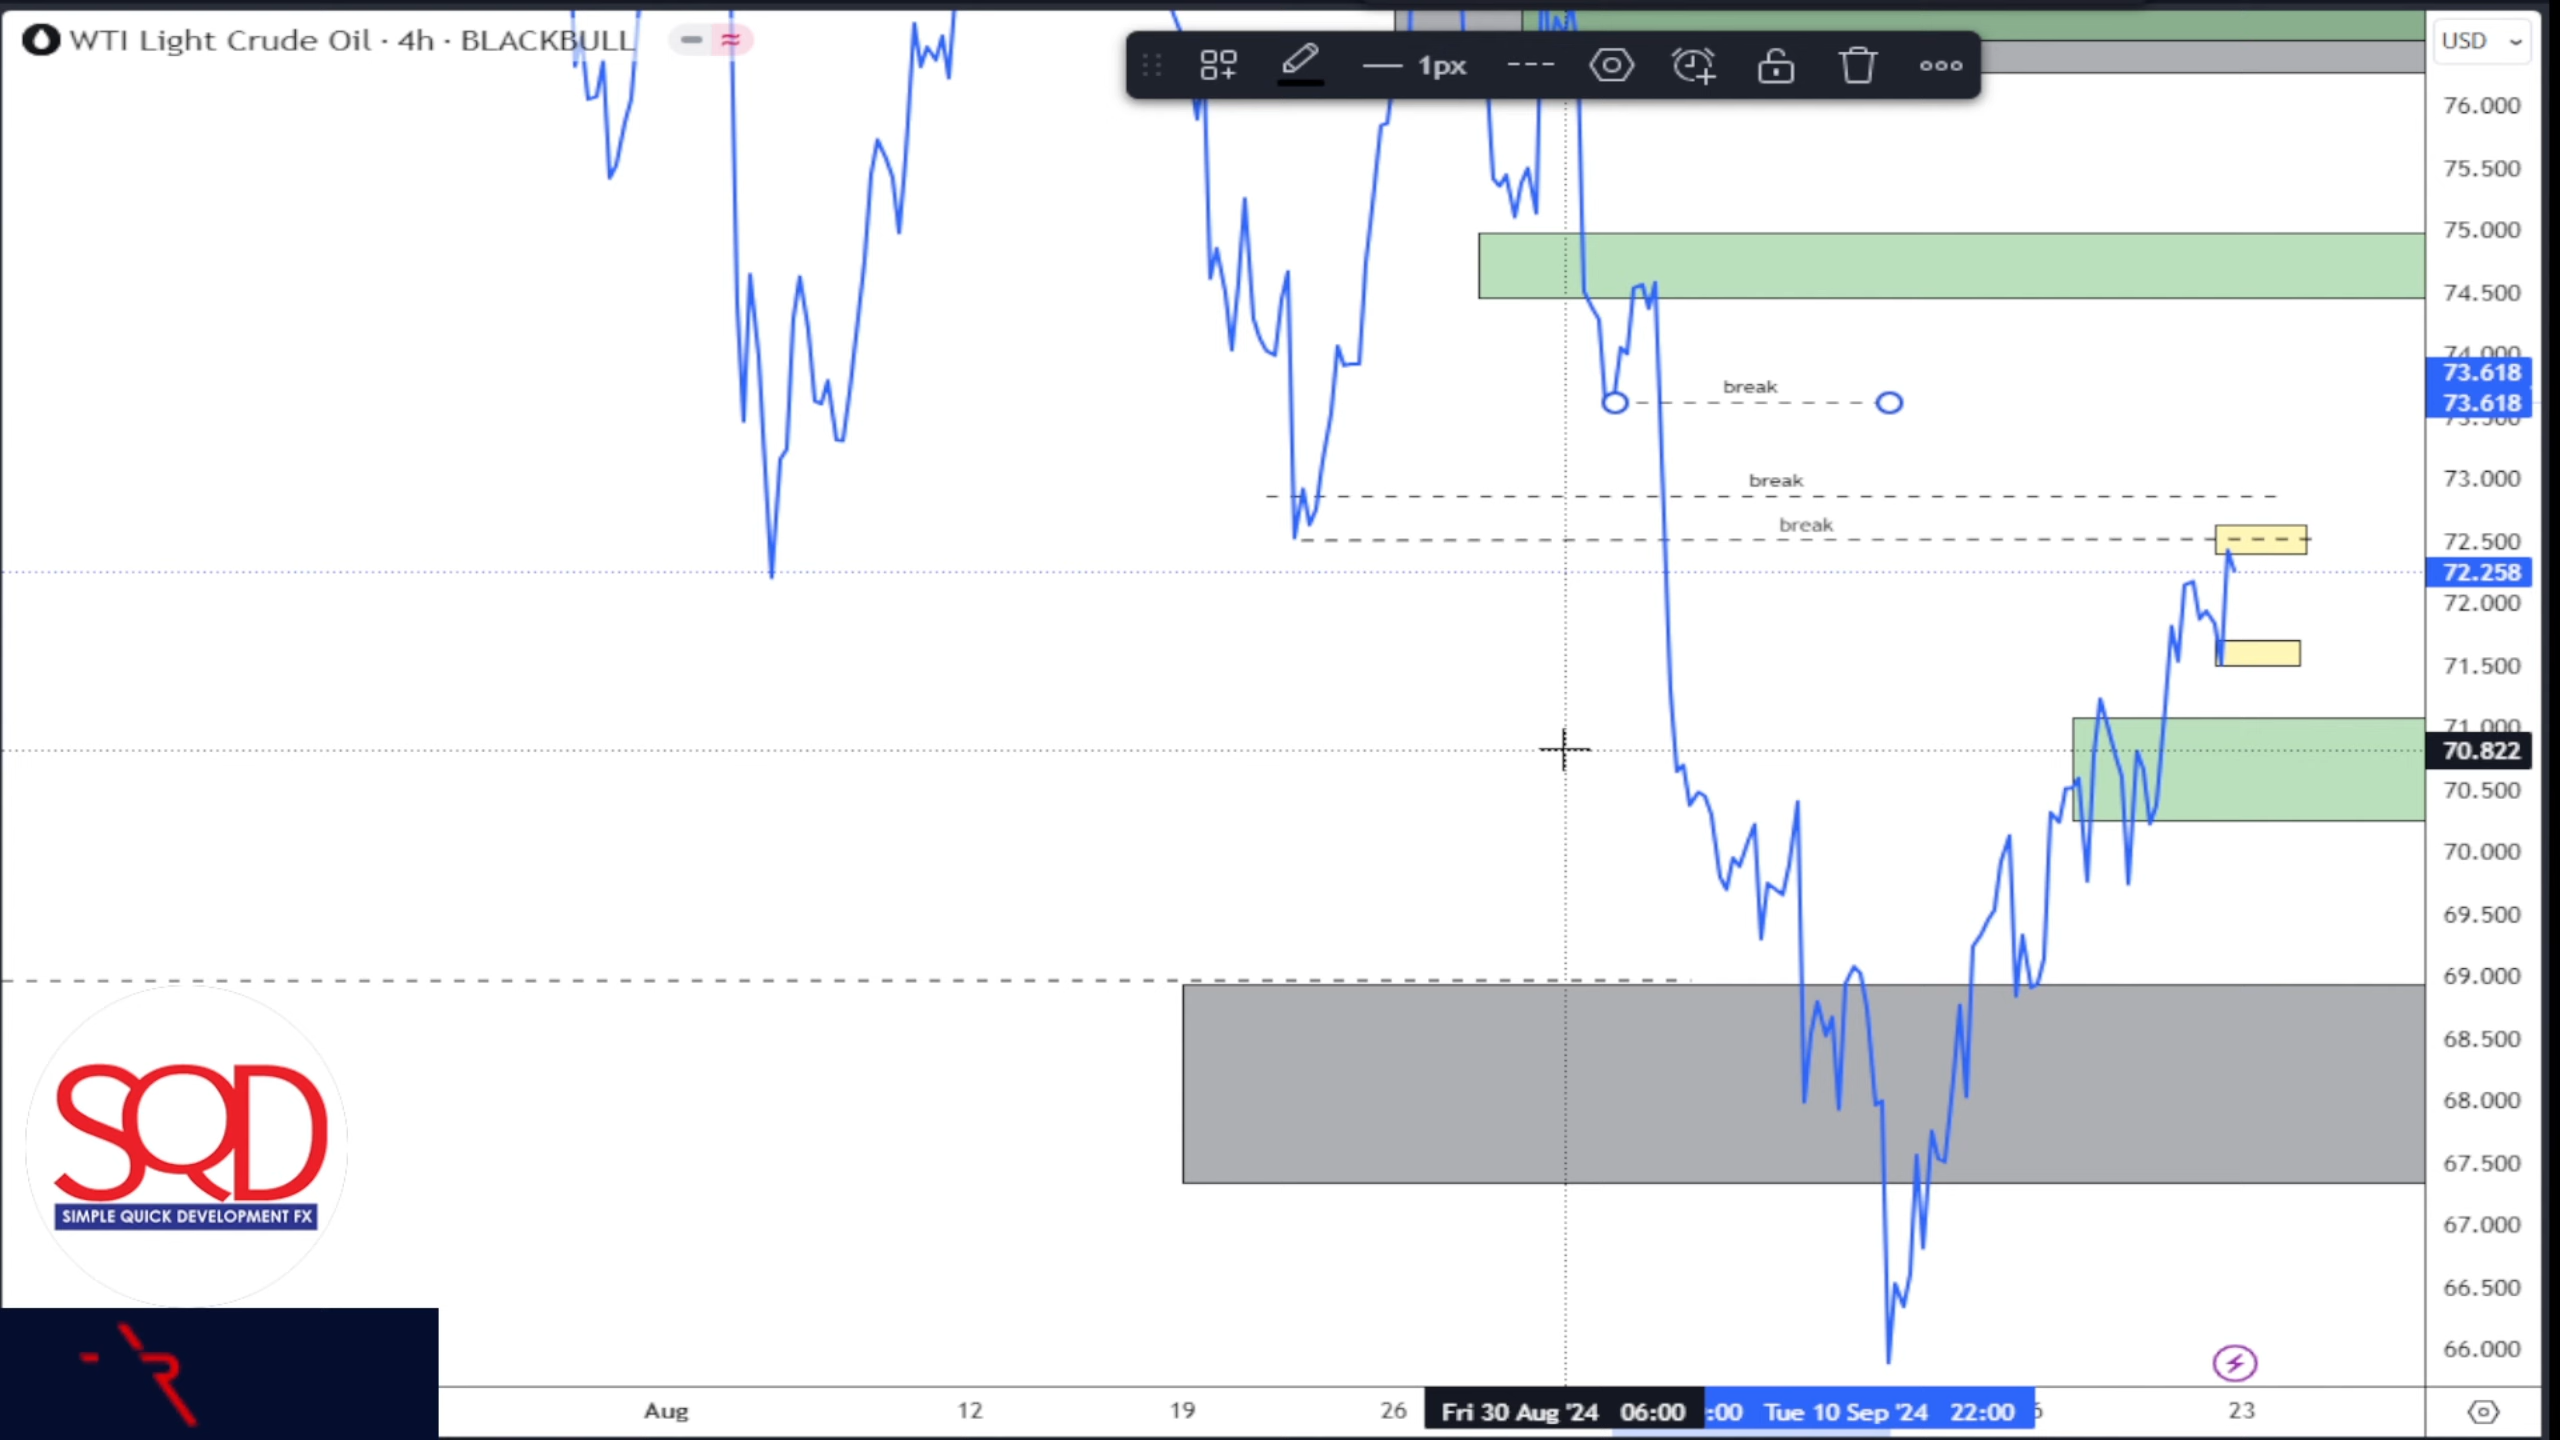 WTI Light Crude Oil · 4h · BLACKBULL
1px
USD
76.000
75.500
75.000
74.500
73.618
73.618
73.000
72.500
72.258
72.000
71.500
71.000
70.822
70.500
70.000
69.500
69.000
68.500
68.000
67.500
67.000
66.500
66.000
break
break
break
SQD
SIMPLE QUICK DEVELOPMENT FX
Aug 12 19 26 Fri 30 Aug '24 06:00 :00 Tue 10 Sep '24 22:00 23